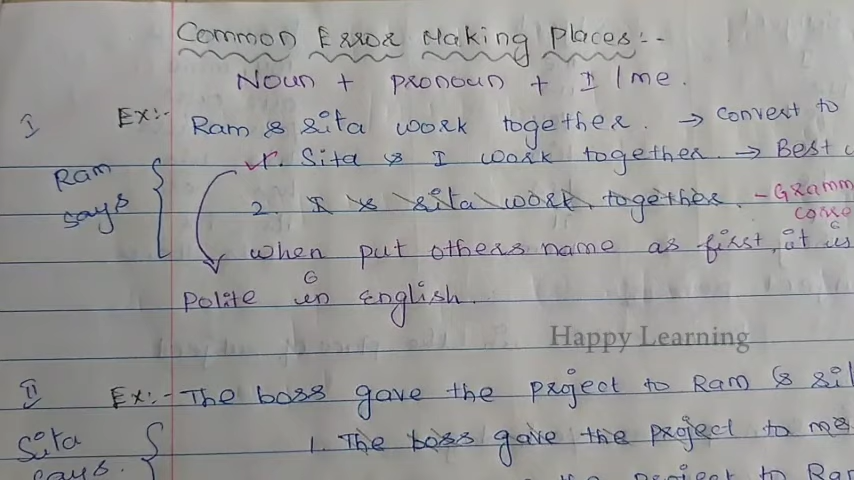 Common Error Making Places:-
Noun + pronoun + I / me.
I Ex:- Ram & Sita work together. → Convert to
Ram says
1. Sita & I work together. → Best
2. I & Sita work together. - Gramm
when put others name as first, it is
Polite in English.
Happy Learning
II Ex:- The boss gave the project to Ram &
Sita says.
1. The boss gave the project to me
project to Ram